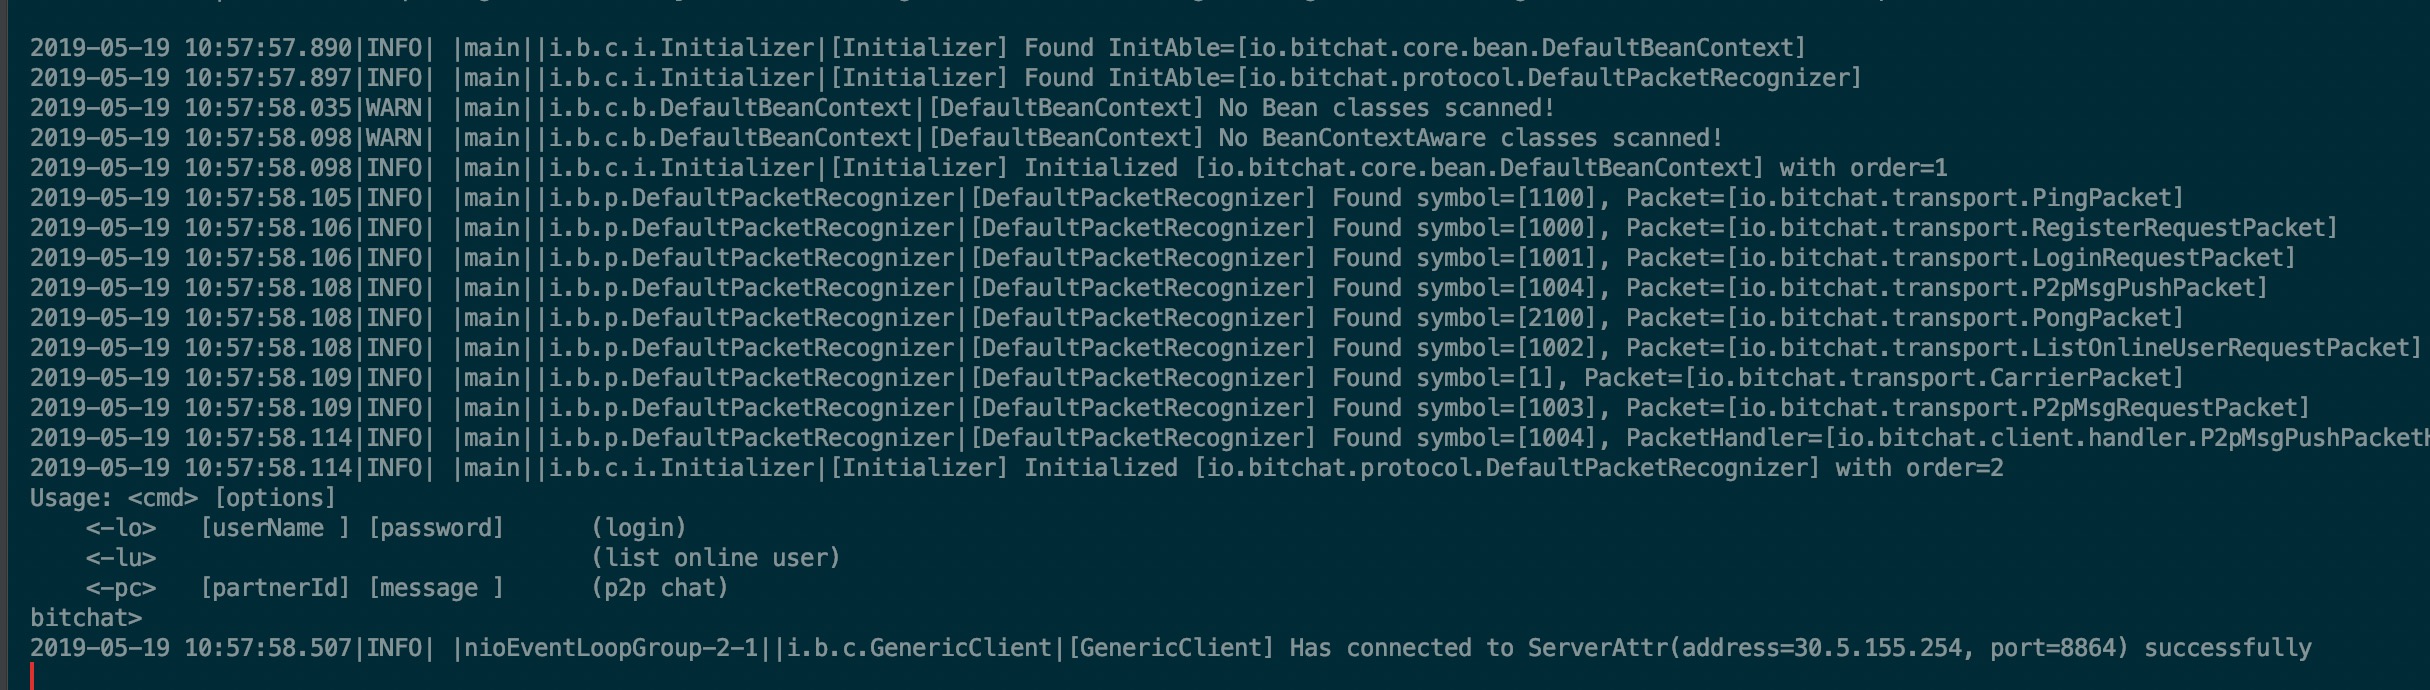 2019-05-19 10:57:57.890|INFO| |main||i.b.c.i.Initializer|[Initializer] Found InitAble=[io.bitchat.core.bean.DefaultBeanContext]
2019-05-19 10:57:57.897|INFO| |main||i.b.c.i.Initializer|[Initializer] Found InitAble=[io.bitchat.protocol.DefaultPacketRecognizer]
2019-05-19 10:57:58.035|WARN| |main||i.b.c.b.DefaultBeanContext|[DefaultBeanContext] No Bean classes scanned!
2019-05-19 10:57:58.098|WARN| |main||i.b.c.b.DefaultBeanContext|[DefaultBeanContext] No BeanContextAware classes scanned!
2019-05-19 10:57:58.098|INFO| |main||i.b.c.i.Initializer|[Initializer] Initialized [io.bitchat.core.bean.DefaultBeanContext] with order=1
2019-05-19 10:57:58.105|INFO| |main||i.b.p.DefaultPacketRecognizer|[DefaultPacketRecognizer] Found symbol=[1100], Packet=[io.bitchat.transport.PingPacket]
2019-05-19 10:57:58.106|INFO| |main||i.b.p.DefaultPacketRecognizer|[DefaultPacketRecognizer] Found symbol=[1000], Packet=[io.bitchat.transport.RegisterRequestPacket]
2019-05-19 10:57:58.106|INFO| |main||i.b.p.DefaultPacketRecognizer|[DefaultPacketRecognizer] Found symbol=[1001], Packet=[io.bitchat.transport.LoginRequestPacket]
2019-05-19 10:57:58.108|INFO| |main||i.b.p.DefaultPacketRecognizer|[DefaultPacketRecognizer] Found symbol=[1004], Packet=[io.bitchat.transport.P2pMsgPushPacket]
2019-05-19 10:57:58.108|INFO| |main||i.b.p.DefaultPacketRecognizer|[DefaultPacketRecognizer] Found symbol=[2100], Packet=[io.bitchat.transport.PongPacket]
2019-05-19 10:57:58.108|INFO| |main||i.b.p.DefaultPacketRecognizer|[DefaultPacketRecognizer] Found symbol=[1002], Packet=[io.bitchat.transport.ListOnlineUserRequestPacket]
2019-05-19 10:57:58.109|INFO| |main||i.b.p.DefaultPacketRecognizer|[DefaultPacketRecognizer] Found symbol=[1], Packet=[io.bitchat.transport.CarrierPacket]
2019-05-19 10:57:58.109|INFO| |main||i.b.p.DefaultPacketRecognizer|[DefaultPacketRecognizer] Found symbol=[1003], Packet=[io.bitchat.transport.P2pMsgRequestPacket]
2019-05-19 10:57:58.114|INFO| |main||i.b.p.DefaultPacketRecognizer|[DefaultPacketRecognizer] Found symbol=[1004], PacketHandler=[io.bitchat.client.handler.P2pMsgPushPacketH
2019-05-19 10:57:58.114|INFO| |main||i.b.c.i.Initializer|[Initializer] Initialized [io.bitchat.protocol.DefaultPacketRecognizer] with order=2
Usage: <cmd> [options]
<-lo> [userName ] [password] (login)
<-lu> (list online user)
<-pc> [partnerId] [message ] (p2p chat)
bitchat>
2019-05-19 10:57:58.507|INFO| |nioEventLoopGroup-2-1||i.b.c.GenericClient|[GenericClient] Has connected to ServerAttr(address=30.5.155.254, port=8864) successfully